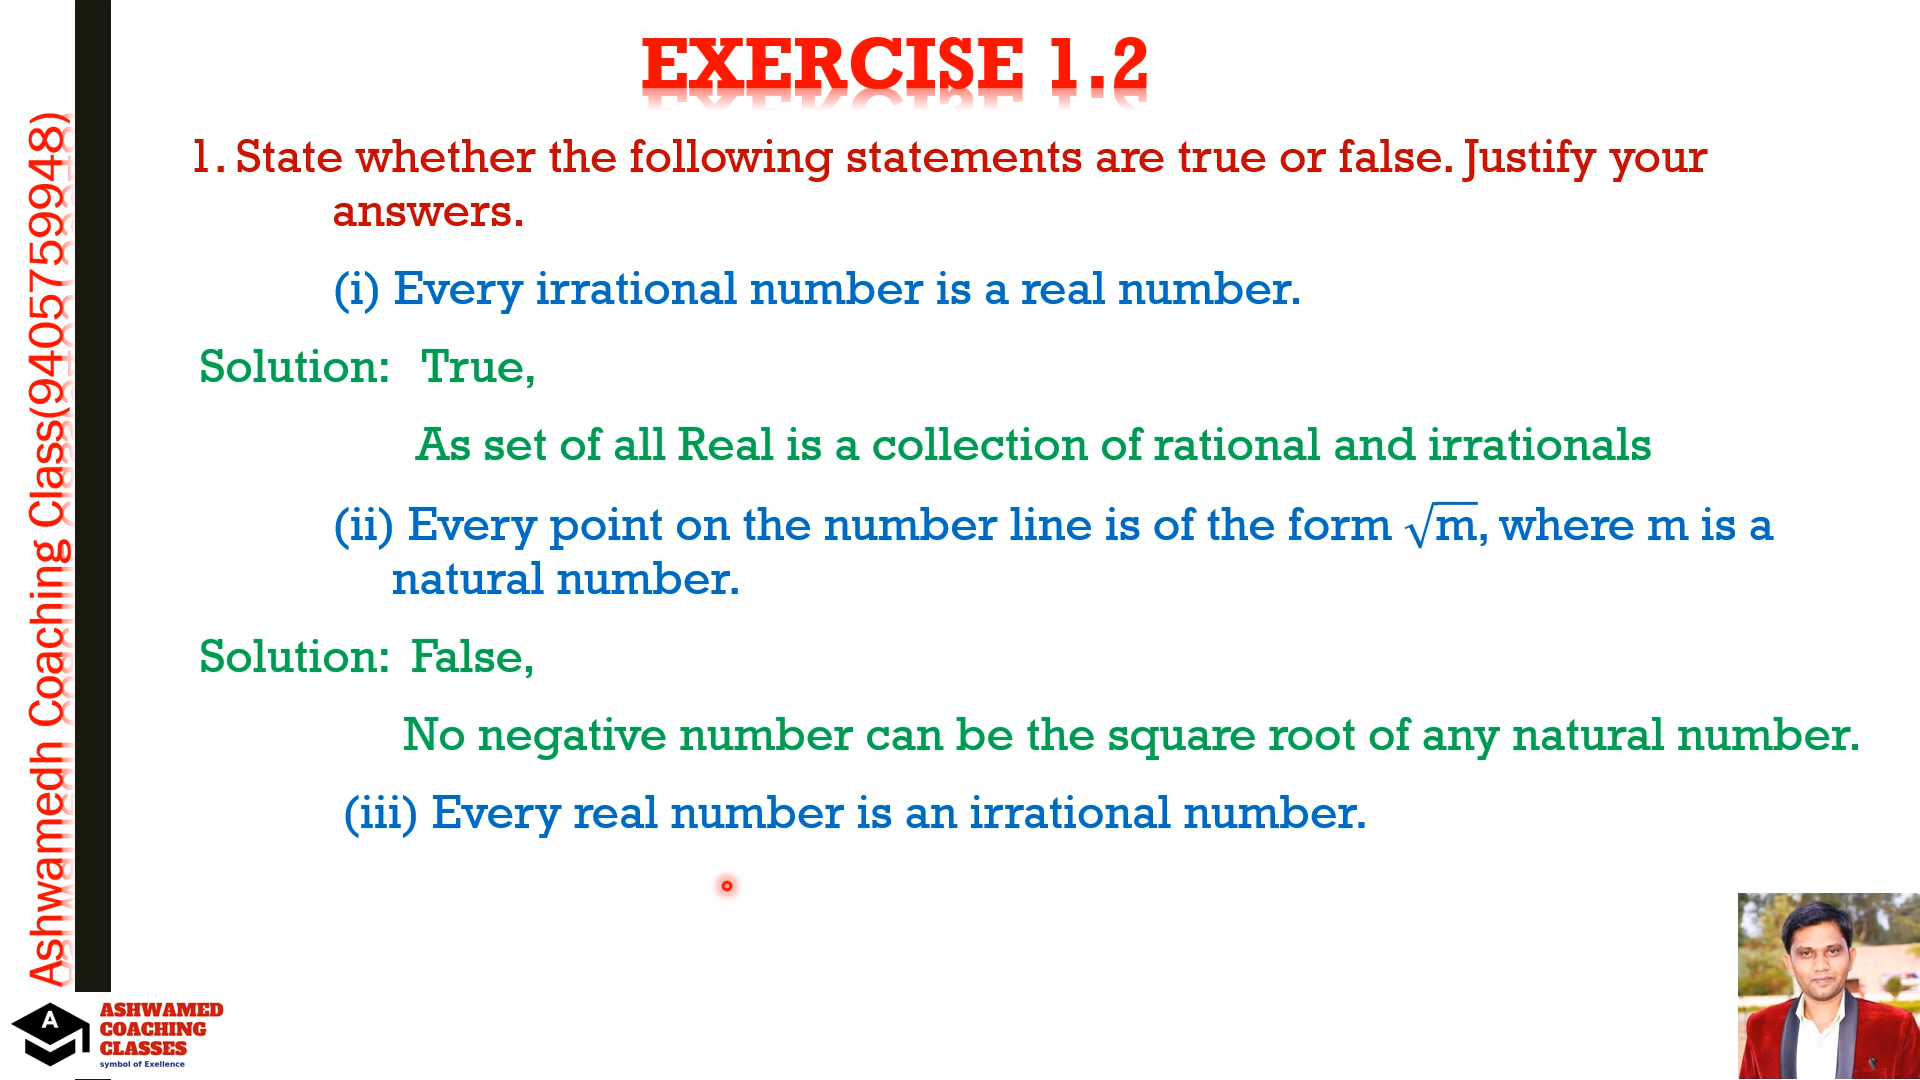 EXERCISE 1.2
1. State whether the following statements are true or false. Justify your
answers.
(i) Every irrational number is a real number.
Solution: True,
As set of all Real is a collection of rational and irrationals
(ii) Every point on the number line is of the form √m, where m is a
natural number.
Solution: False,
No negative number can be the square root of any natural number.
(iii) Every real number is an irrational number.
Ashwamedh Coaching Class(9405759948)
A
ASHWAMED
COACHING
CLASSES
symbol of Exellence